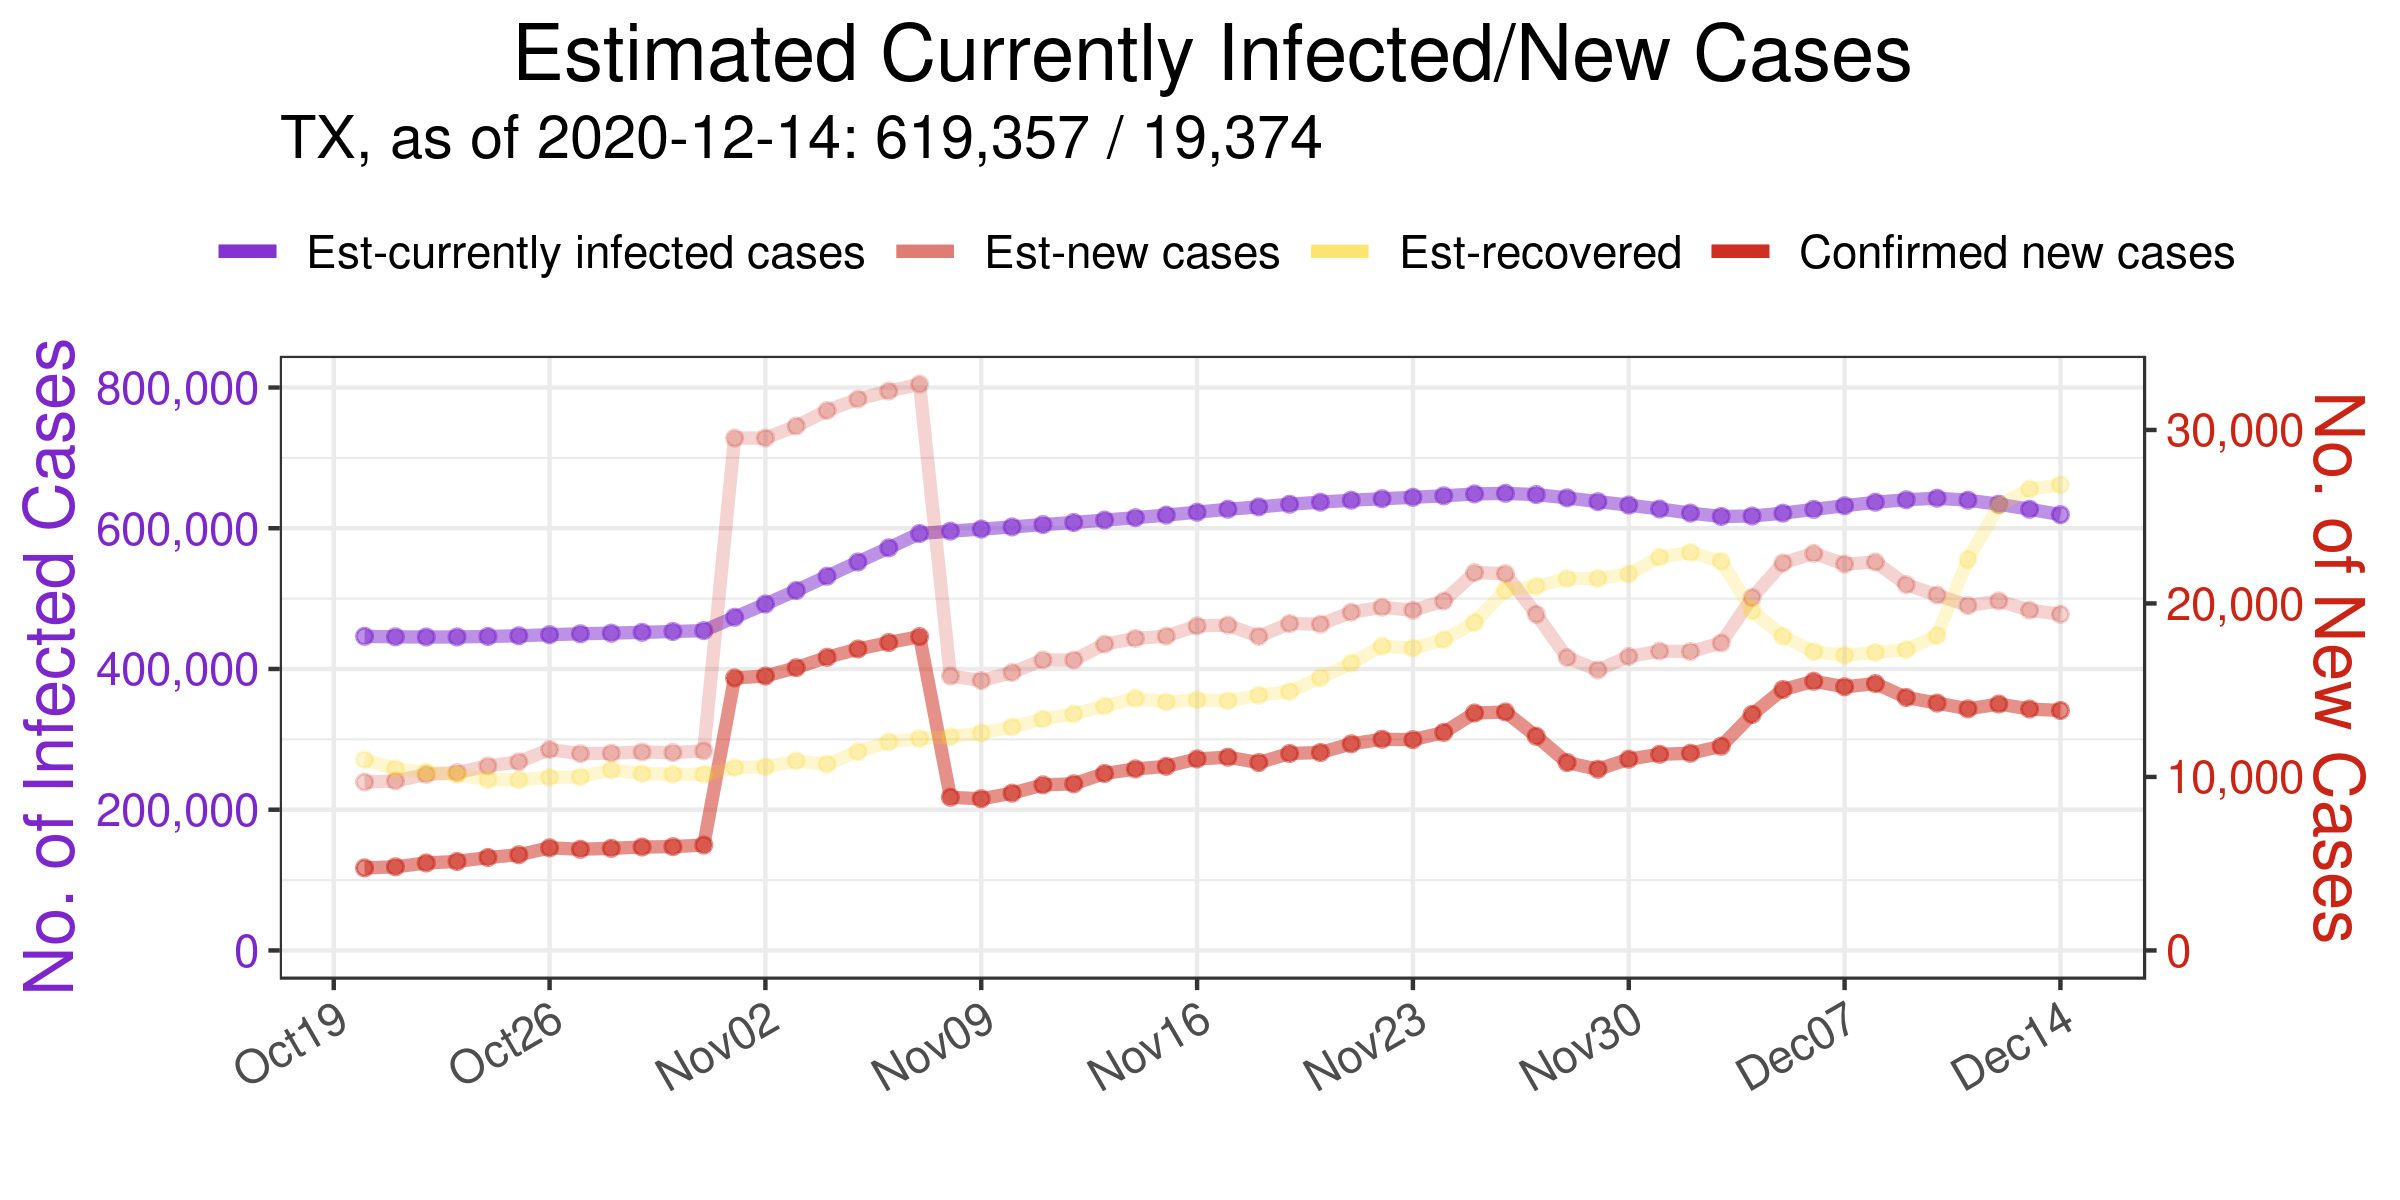 Estimated Currently Infected/New Cases
TX, as of 2020-12-14: 619,357 / 19,374
Est-currently infected cases Est-new cases Est-recovered Confirmed new cases
No. of Infected Cases
800,000
600,000
400,000
200,000
0
30,000
20,000
10,000
0
No. of New Cases
Oct19 Oct26 Nov02 Nov09 Nov16 Nov23 Nov30 Dec07 Dec14